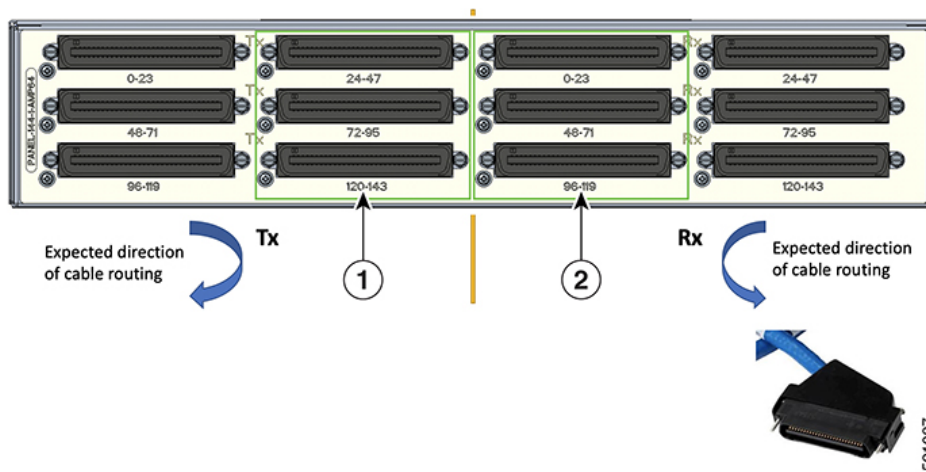 Tx Rx
0-23 24-47 0-23 24-47
Tx Rx
48-71 72-95 48-71 72-95
Tx Rx
96-119 120-143 96-119 120-143
Tx Rx
Expected direction
of cable routing
1 2
Expected direction
of cable routing